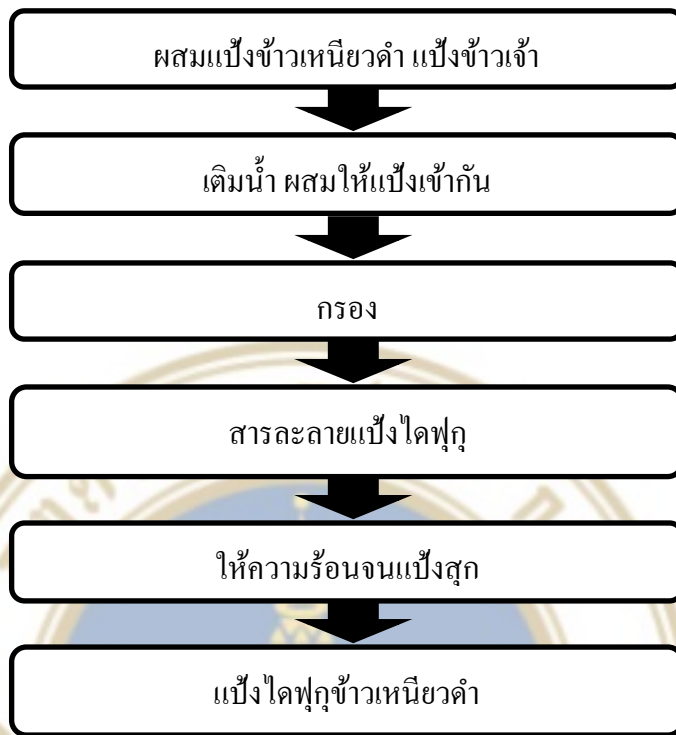 ผสมแป้งข้าวเหนียวดำ แป้งข้าวเจ้า
เติมน้ำ ผสมให้แป้งเข้ากัน
กรอง
สารละลายแป้งไดฟุกุ
ให้ความร้อนจนแป้งสุก
แป้งไดฟุกุข้าวเหนียวดำ